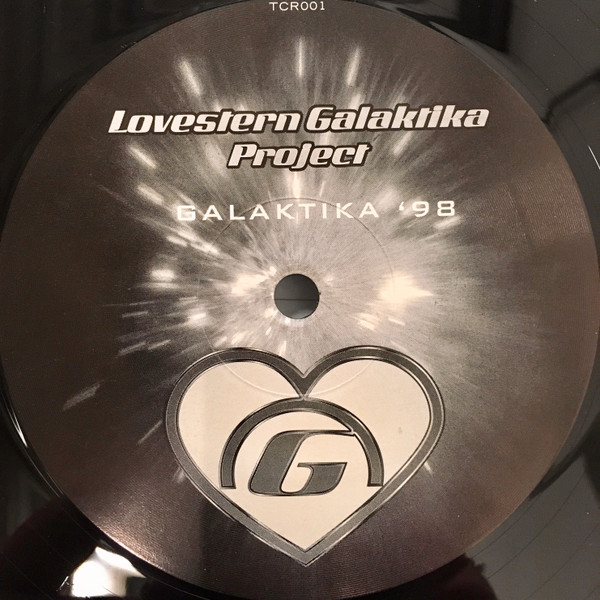 TCR001
Lovestern Galaktika
Project
GALAKTIKA ‘98
G